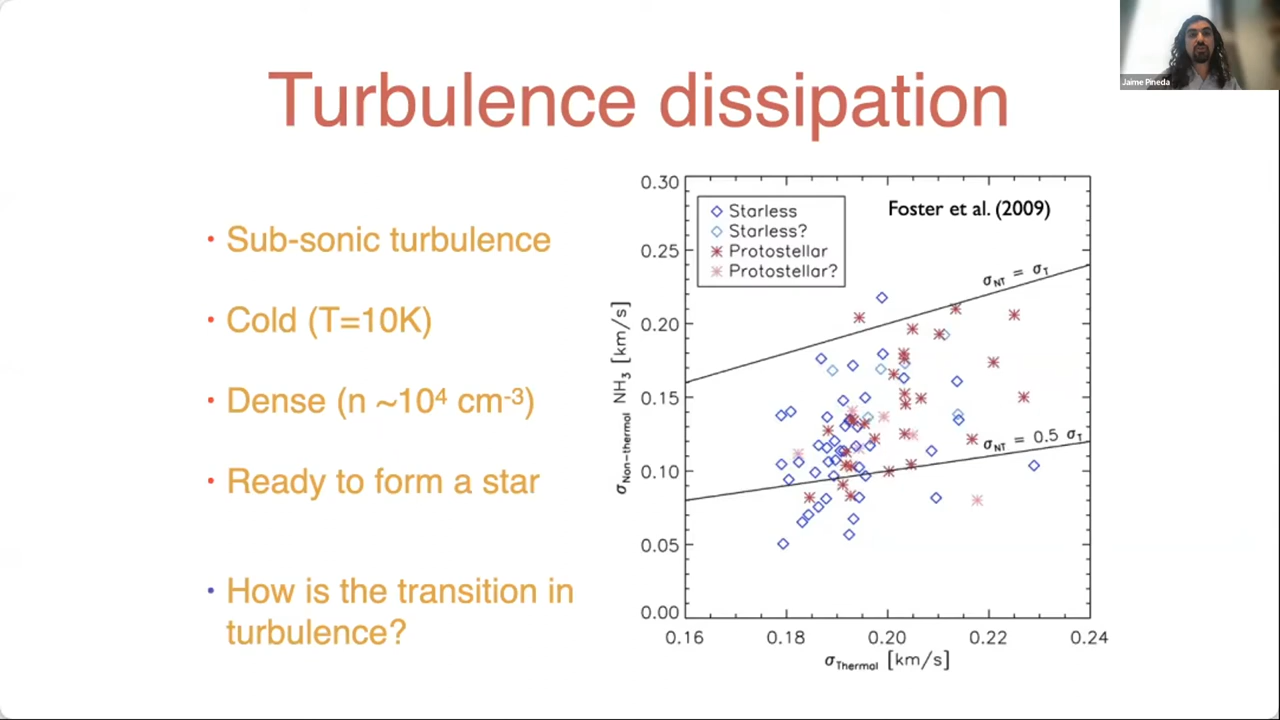 Jaime Pineda
Turbulence dissipation
• Sub-sonic turbulence
• Cold (T=10K)
• Dense (n ~10⁴ cm⁻³)
• Ready to form a star
• How is the transition in
turbulence?
Foster et al. (2009)
Starless
Starless?
Protostellar
Protostellar?
σNT = σT
σNT = 0.5 σT
0.30
0.25
0.20
0.15
0.10
0.05
0.00
σNon-thermal NH₃ [km/s]
0.16 0.18 0.20 0.22 0.24
σThermal [km/s]